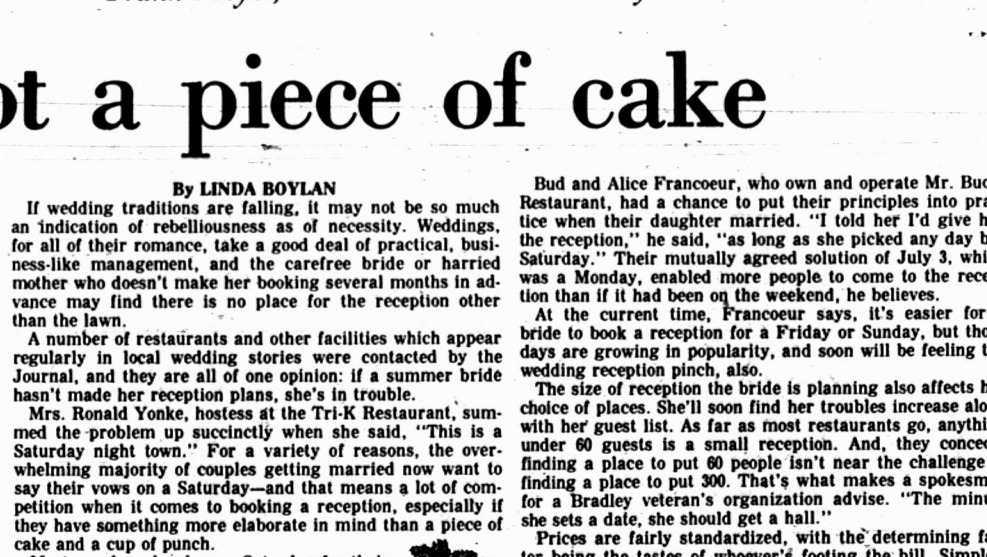 a piece of cake
By LINDA BOYLAN
If wedding traditions are falling, it may not be so much
an indication of rebelliousness as of necessity. Weddings,
for all of their romance, take a good deal of practical, busi-
ness-like management, and the carefree bride or harried
mother who doesn't make her booking several months in ad-
vance may find there is no place for the reception other
than the lawn.
A number of restaurants and other facilities which appear
regularly in local wedding stories were contacted by the
Journal, and they are all of one opinion: if a summer bride
hasn't made her reception plans, she's in trouble.
Mrs. Ronald Yonke, hostess at the Tri-K Restaurant, sum-
med the problem up succinctly when she said, "This is a
Saturday night town." For a variety of reasons, the over-
whelming majority of couples getting married now want to
say their vows on a Saturday—and that means a lot of com-
petition when it comes to booking a reception, especially if
they have something more elaborate in mind than a piece of
cake and a cup of punch.
Bud and Alice Francoeur, who own and operate Mr. Bud
Restaurant, had a chance to put their principles into pra
tice when their daughter married. "I told her I'd give h
the reception," he said, "as long as she picked any day b
Saturday." Their mutually agreed solution of July 3, whi
was a Monday, enabled more people to come to the rece
tion than if it had been on the weekend, he believes.
At the current time, Francoeur says, it's easier for
bride to book a reception for a Friday or Sunday, but tho
days are growing in popularity, and soon will be feeling t
wedding reception pinch, also.
The size of reception the bride is planning also affects h
choice of places. She'll soon find her troubles increase alo
with her guest list. As far as most restaurants go, anythi
under 60 guests is a small reception. And, they conced
finding a place to put 60 people isn't near the challenge
finding a place to put 300. That's what makes a spokesm
for a Bradley veteran's organization advise. "The minu
she sets a date, she should get a hall."
Prices are fairly standardized, with the determining fa
tor being the tastes of whoever's footing the bill. Simpl